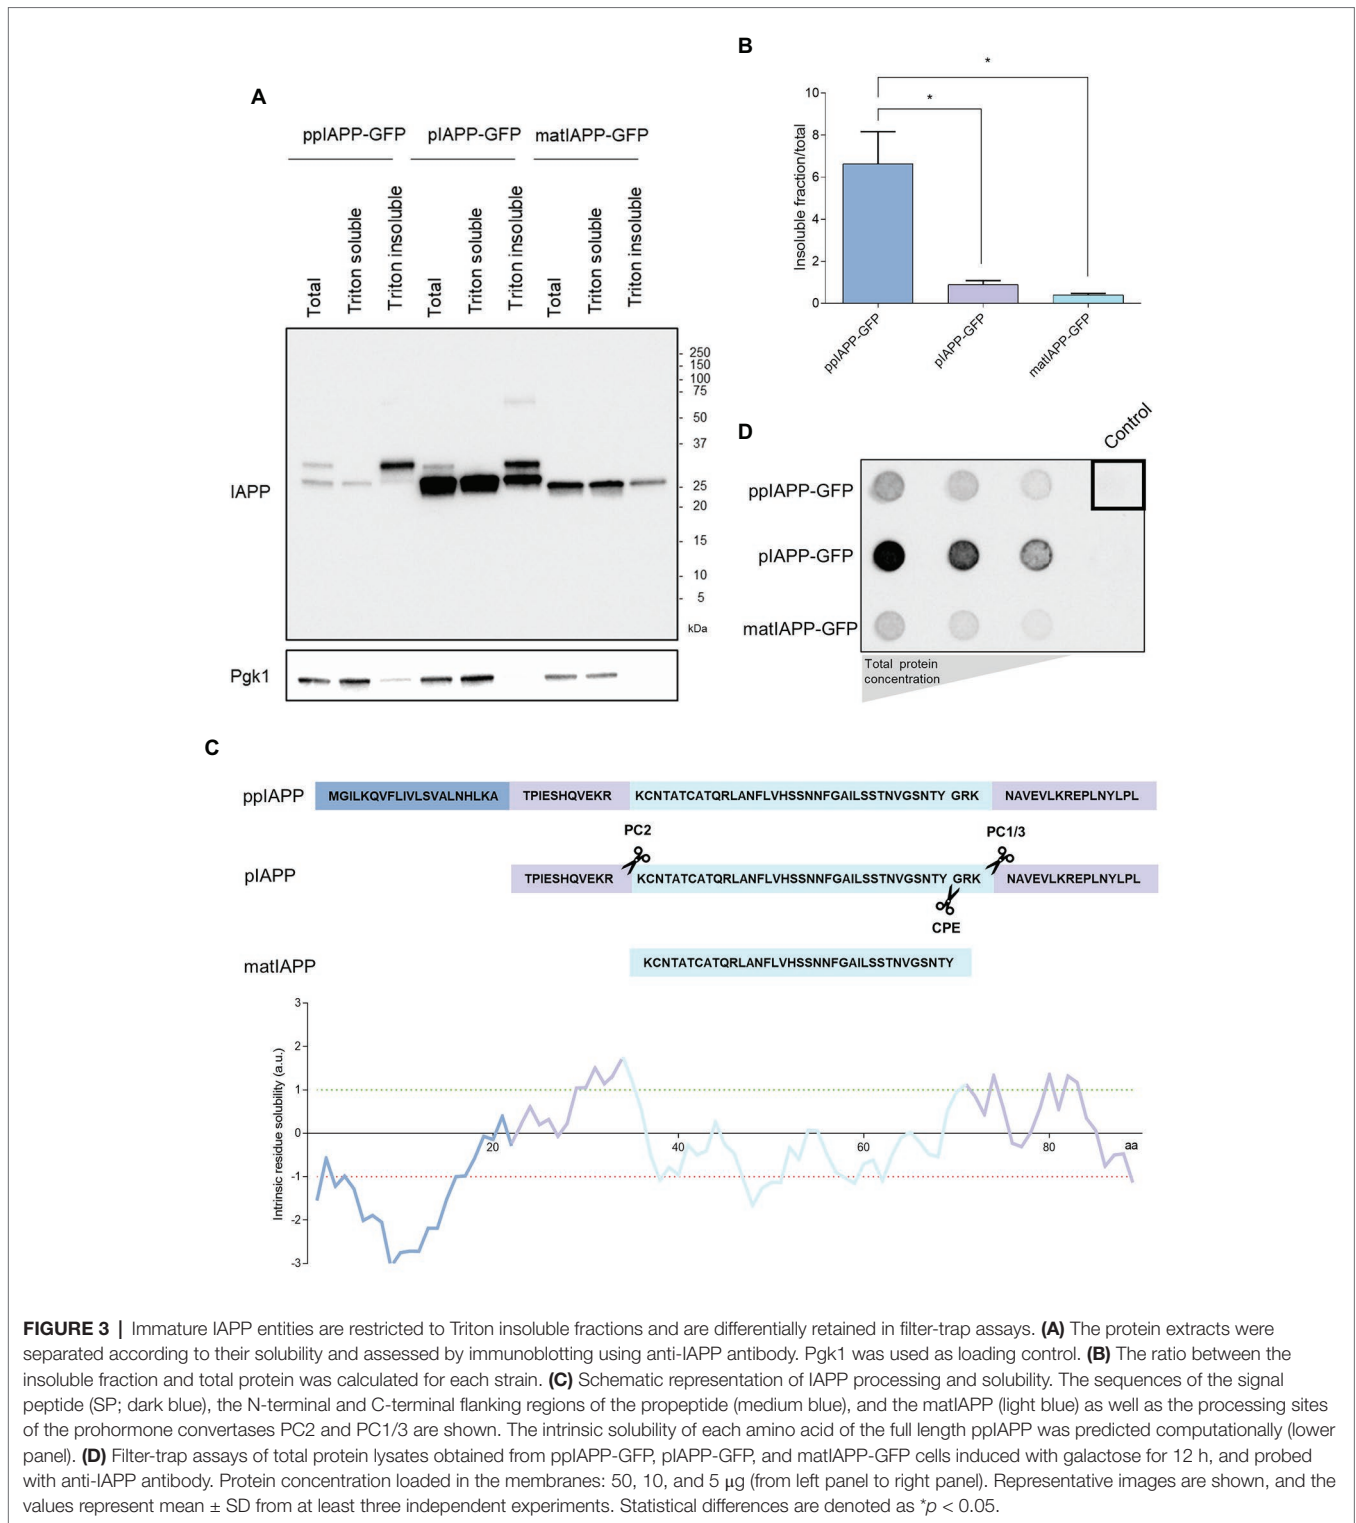 A
ppIAPP-GFP pIAPP-GFP matIAPP-GFP
Total
Triton soluble
Triton insoluble
Total
Triton soluble
Triton insoluble
Total
Triton soluble
Triton insoluble
IAPP
250
150
100
75
50
37
25
20
15
10
5
kDa
Pgk1
B
Insoluble fraction/total
10
8
6
4
2
0
*
*
ppIAPP-GFP
pIAPP-GFP
matIAPP-GFP
D
Control
ppIAPP-GFP
pIAPP-GFP
matIAPP-GFP
Total protein
concentration
C
ppIAPP MGILKQVFLIVLSVALNHLKA TPIESHQVEKR KCNTATCATQRLANFLVHSSNNFGAILSSTNVGSNTY GRK NAVEVLKREPLNYLPL
PC2 PC1/3
pIAPP TPIESHQVEKR KCNTATCATQRLANFLVHSSNNFGAILSSTNVGSNTY GRK NAVEVLKREPLNYLPL
CPE
matIAPP KCNTATCATQRLANFLVHSSNNFGAILSSTNVGSNTY
Intrinsic residue solubility (a.u.)
3
2
1
0
-1
-2
-3
20 40 60 80 aa
FIGURE 3 | Immature IAPP entities are restricted to Triton insoluble fractions and are differentially retained in filter-trap assays. (A) The protein extracts were
separated according to their solubility and assessed by immunoblotting using anti-IAPP antibody. Pgk1 was used as loading control. (B) The ratio between the
insoluble fraction and total protein was calculated for each strain. (C) Schematic representation of IAPP processing and solubility. The sequences of the signal
peptide (SP; dark blue), the N-terminal and C-terminal flanking regions of the propeptide (medium blue), and the matIAPP (light blue) as well as the processing sites
of the prohormone convertases PC2 and PC1/3 are shown. The intrinsic solubility of each amino acid of the full length ppIAPP was predicted computationally (lower
panel). (D) Filter-trap assays of total protein lysates obtained from ppIAPP-GFP, pIAPP-GFP, and matIAPP-GFP cells induced with galactose for 12 h, and probed
with anti-IAPP antibody. Protein concentration loaded in the membranes: 50, 10, and 5 μg (from left panel to right panel). Representative images are shown, and the
values represent mean ± SD from at least three independent experiments. Statistical differences are denoted as *p < 0.05.